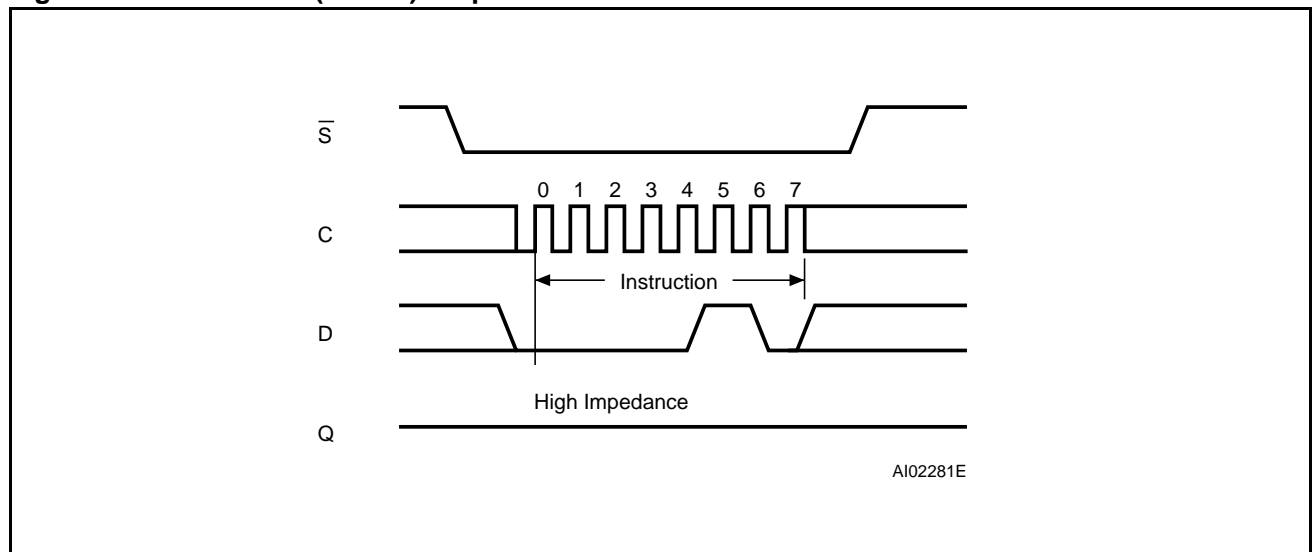 S̅
0 1 2 3 4 5 6 7
C
Instruction
D
High Impedance
Q
AI02281E